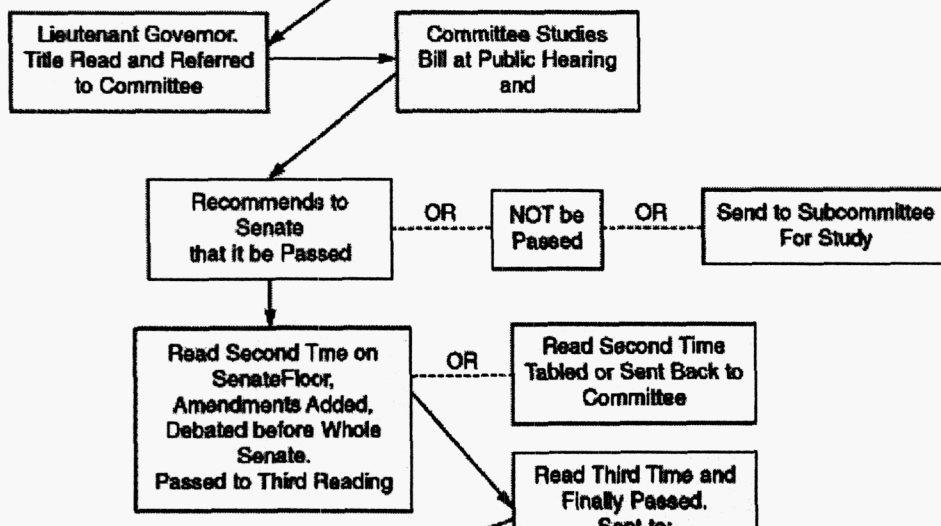 Lieutenant Governor.
Title Read and Referred
to Committee
Committee Studies
Bill at Public Hearing
and
Recommends to
Senate
that it be Passed
OR
NOT be
Passed
OR
Send to Subcommittee
For Study
Read Second Tme on
SenateFloor,
Amendments Added,
Debated before Whole
Senate.
Passed to Third Reading
OR
Read Second Time
Tabled or Sent Back to
Committee
Read Third Time and
Finally Passed.
Sent to: